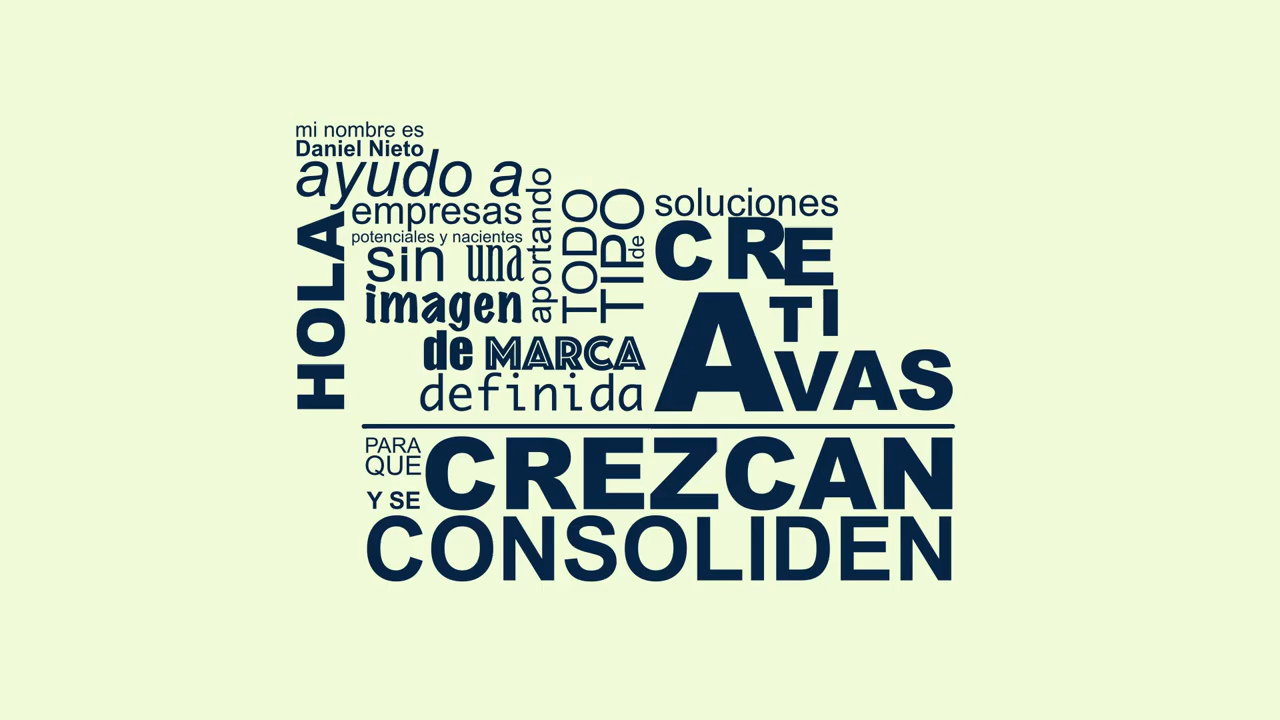 HOLA
mi nombre es
Daniel Nieto
ayudo a
empresas
potenciales y nacientes
sin una
imagen
de MARCA
definida
aportando
TODO
TIPO
de
soluciones
CRE
A
TI
VAS
PARA
QUE
CREZCAN
Y SE
CONSOLIDEN